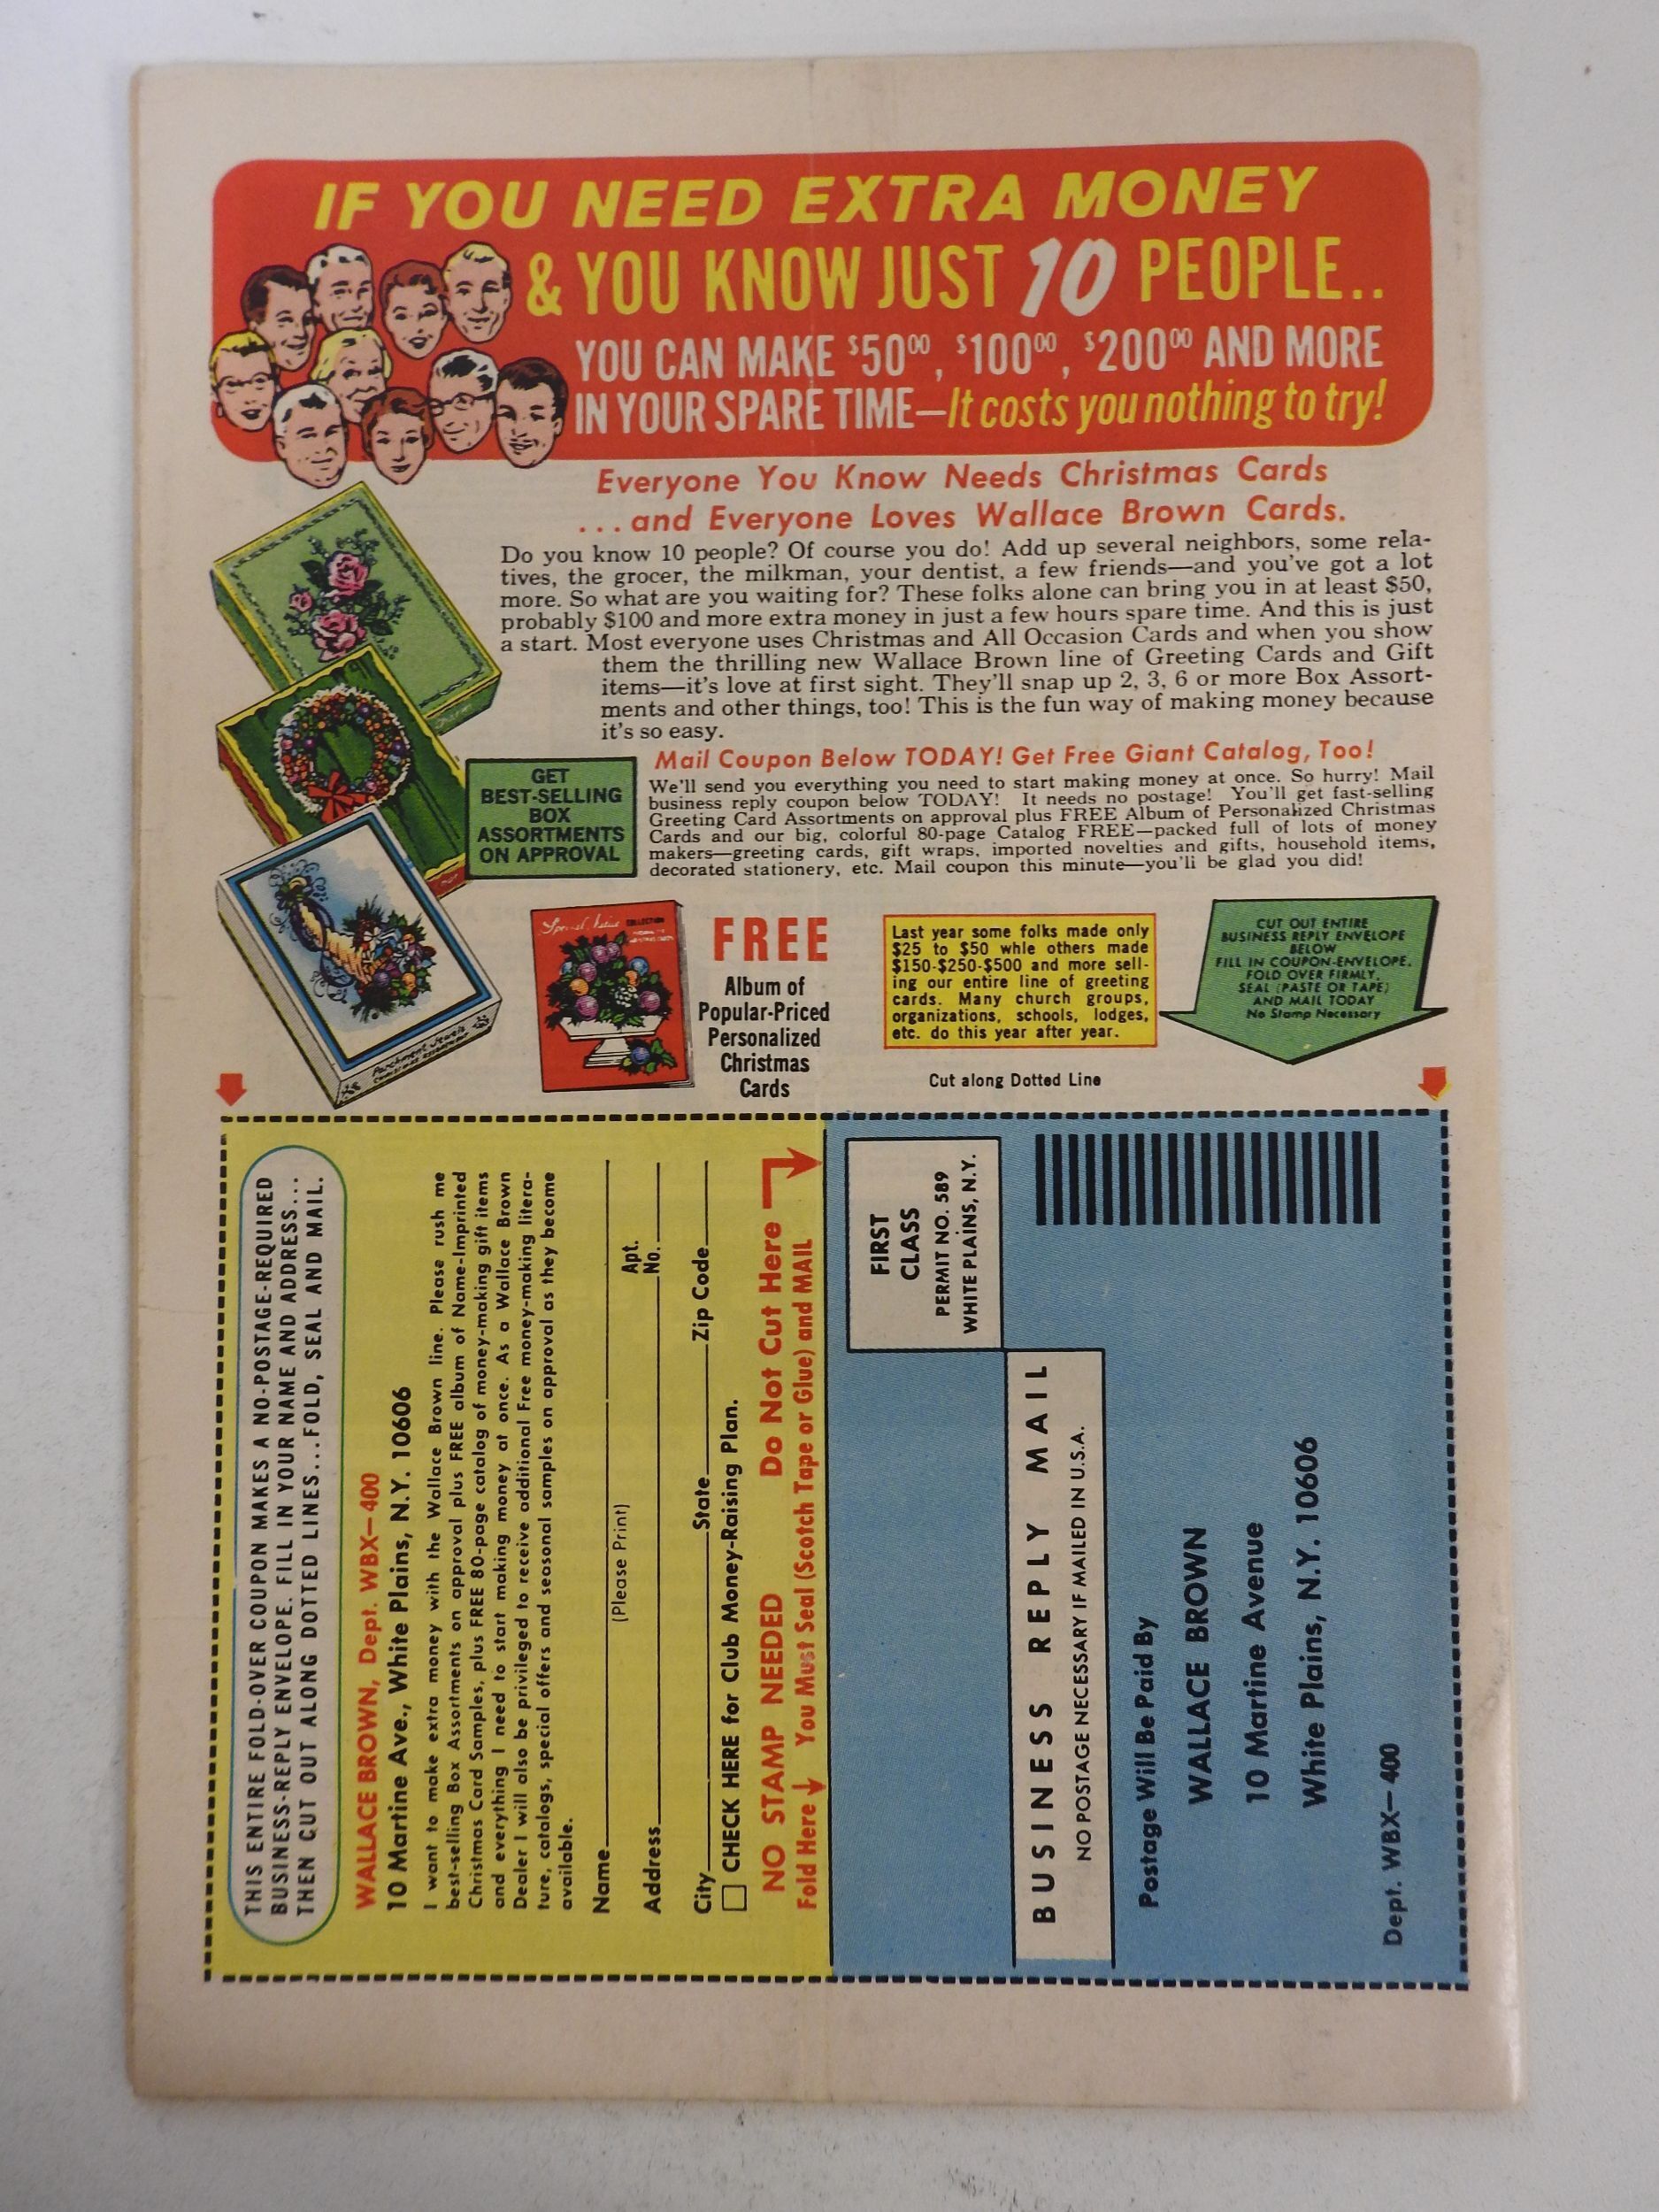 IF YOU NEED EXTRA MONEY
& YOU KNOW JUST 10 PEOPLE..
YOU CAN MAKE $50⁰⁰, $100⁰⁰, $200⁰⁰ AND MORE
IN YOUR SPARE TIME—It costs you nothing to try!
Everyone You Know Needs Christmas Cards
...and Everyone Loves Wallace Brown Cards.
Do you know 10 people? Of course you do! Add up several neighbors, some rela-
tives, the grocer, the milkman, your dentist, a few friends—and you've got a lot
more. So what are you waiting for? These folks alone can bring you in at least $50,
probably $100 and more extra money in just a few hours spare time. And this is just
a start. Most everyone uses Christmas and All Occasion Cards and when you show
them the thrilling new Wallace Brown line of Greeting Cards and Gift
items—it's love at first sight. They'll snap up 2, 3, 6 or more Box Assort-
ments and other things, too! This is the fun way of making money because
it's so easy.
Mail Coupon Below TODAY! Get Free Giant Catalog, Too!
We'll send you everything you need to start making money at once. So hurry! Mail
business reply coupon below TODAY! It needs no postage! You'll get fast-selling
Greeting Card Assortments on approval plus FREE Album of Personalized Christmas
Cards and our big, colorful 80-page Catalog FREE—packed full of lots of money
makers—greeting cards, gift wraps, imported novelties and gifts, household items,
decorated stationery, etc. Mail coupon this minute—you'll be glad you did!
GET
BEST-SELLING
BOX
ASSORTMENTS
ON APPROVAL
COLLECTION
FREE
Album of
Popular-Priced
Personalized
Christmas
Cards
Last year some folks made only
$25 to $50 whle others made
$150-$250-$500 and more sell-
ing our entire line of greeting
cards. Many church groups,
organizations, schools, lodges,
etc. do this year after year.
CUT OUT ENTIRE
BUSINESS REPLY ENVELOPE
BELOW
FILL IN COUPON-ENVELOPE.
FOLD OVER FIRMLY.
SEAL (PASTE OR TAPE)
AND MAIL TODAY
No Stamp Necessary
Cut along Dotted Line
THIS ENTIRE FOLD-OVER COUPON MAKES A NO-POSTAGE-REQUIRED
BUSINESS-REPLY ENVELOPE. FILL IN YOUR NAME AND ADDRESS...
THEN CUT OUT ALONG DOTTED LINES...FOLD, SEAL AND MAIL.
WALLACE BROWN, Dept. WBX—400
10 Martine Ave., White Plains, N.Y. 10606
I want to make extra money with the Wallace Brown line. Please rush me
best-selling Box Assortments on approval plus FREE album of Name-Imprinted
Christmas Card Samples, plus FREE 80-page catalog of money-making gift items
and everything I need to start making money at once. As a Wallace Brown
Dealer I will also be privileged to receive additional Free money-making litera-
ture, catalogs, special offers and seasonal samples on approval as they become
available.
Name
(Please Print)
Address Apt. No.
City State Zip Code
CHECK HERE for Club Money-Raising Plan.
NO STAMP NEEDED Do Not Cut Here
Fold Here You Must Seal (Scotch Tape or Glue) and MAIL
FIRST
CLASS
PERMIT NO. 589
WHITE PLAINS, N.Y.
BUSINESS REPLY MAIL
NO POSTAGE NECESSARY IF MAILED IN U.S.A.
Postage Will Be Paid By
WALLACE BROWN
10 Martine Avenue
White Plains, N.Y. 10606
Dept. WBX—400